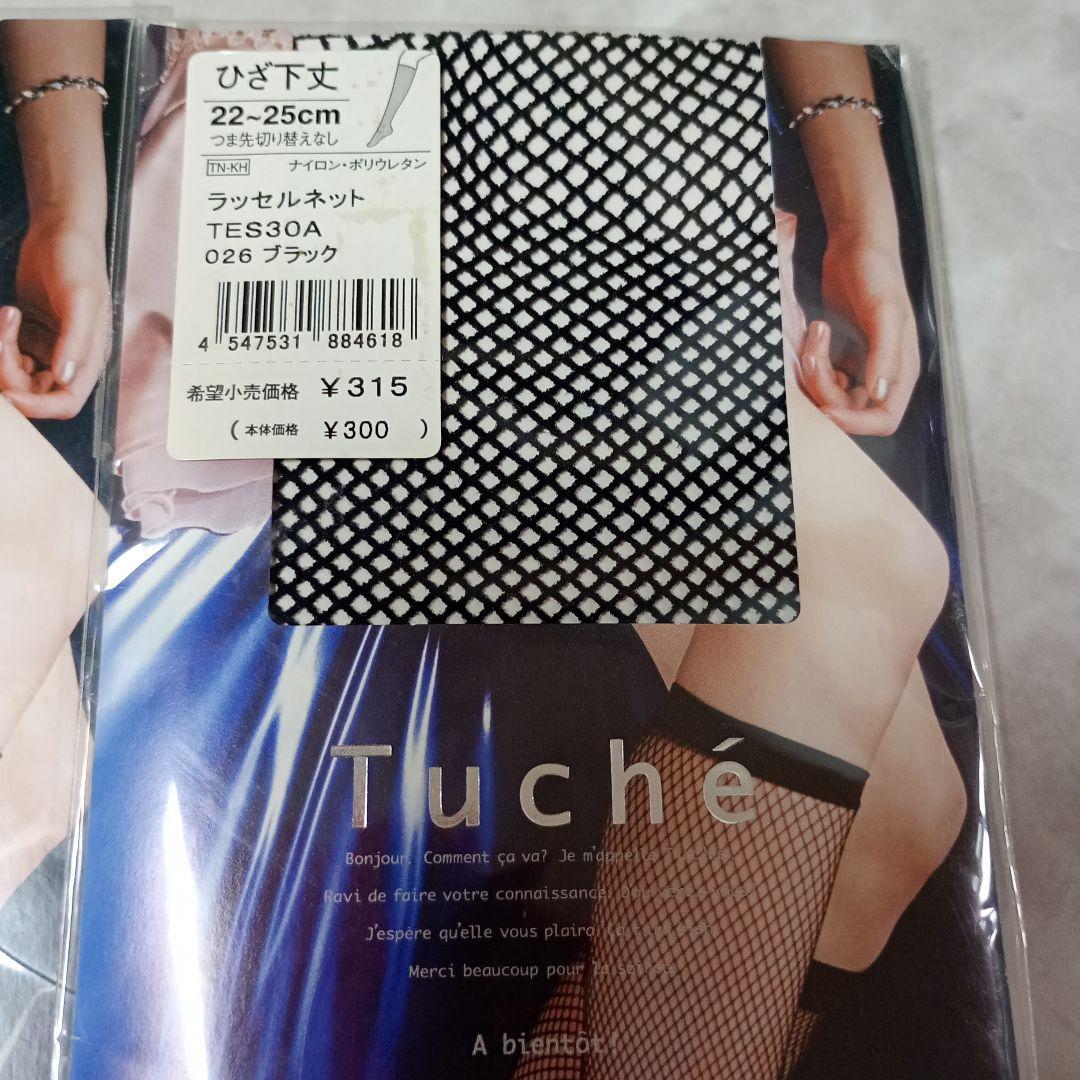 ひざ下丈
22~25cm
つま先切り替えなし
TN-KH ナイロン・ポリウレタン
ラッセルネット
TES30A
026 ブラック
4 547531 884618
希望小売価格 ¥315
(本体価格 ¥300)
Tuché
Bonjour. Comment ça va? Je m'appelle
Ravi de faire votre connaissance.
J'espère qu'elle vous plaira.
Merci beaucoup pour la soirée
A bientôt!